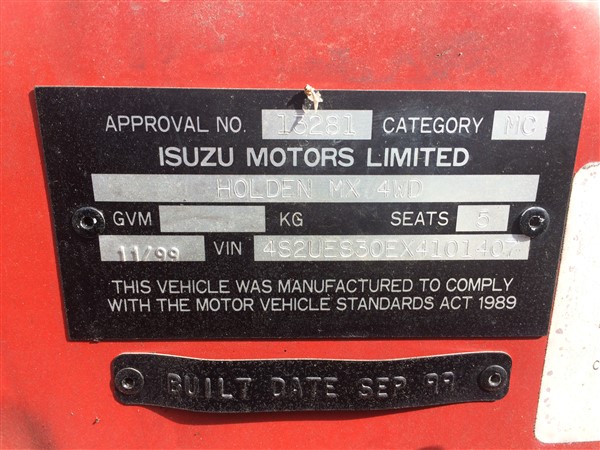 APPROVAL NO. 16281 CATEGORY MC
ISUZU MOTORS LIMITED
HOLDEN MX 4WD
GVM KG SEATS 5
11/99 VIN 4S2UES30EX4101407
THIS VEHICLE WAS MANUFACTURED TO COMPLY
WITH THE MOTOR VEHICLE STANDARDS ACT 1989
BUILT DATE SEP 99